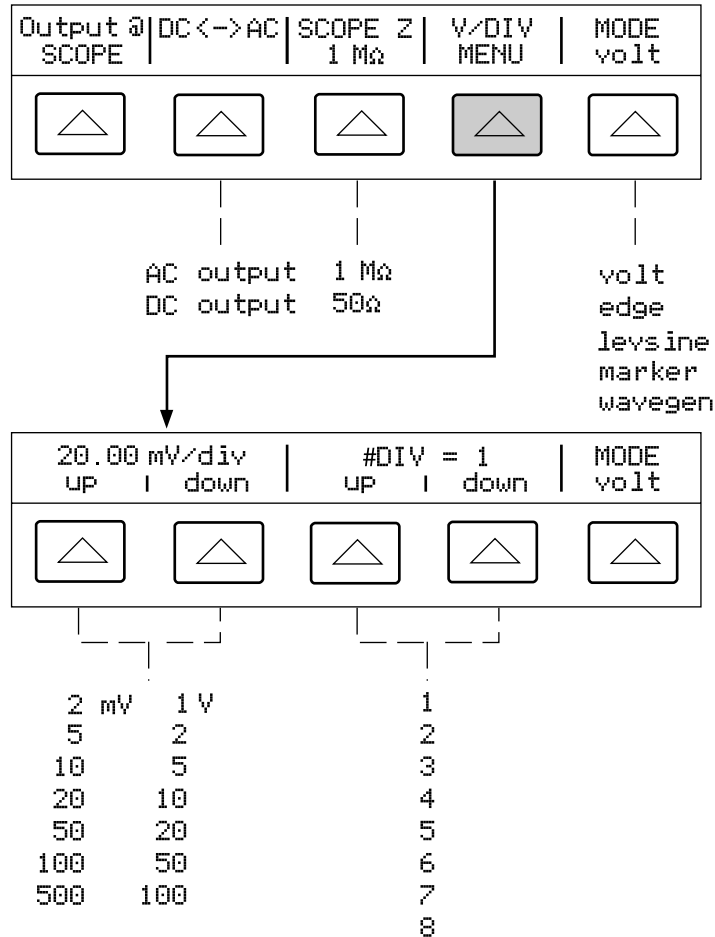 Output @ SCOPE | DC<->AC | SCOPE Z 1 MΩ | V/DIV MENU | MODE volt
AC output 1 MΩ
DC output 50Ω
volt
edge
levsine
marker
wavegen
20.00 mV/div #DIV = 1 MODE
up down up down volt
2 mV 1 V 1
5 2 2
10 5 3
20 10 4
50 20 5
100 50 6
500 100 7
8